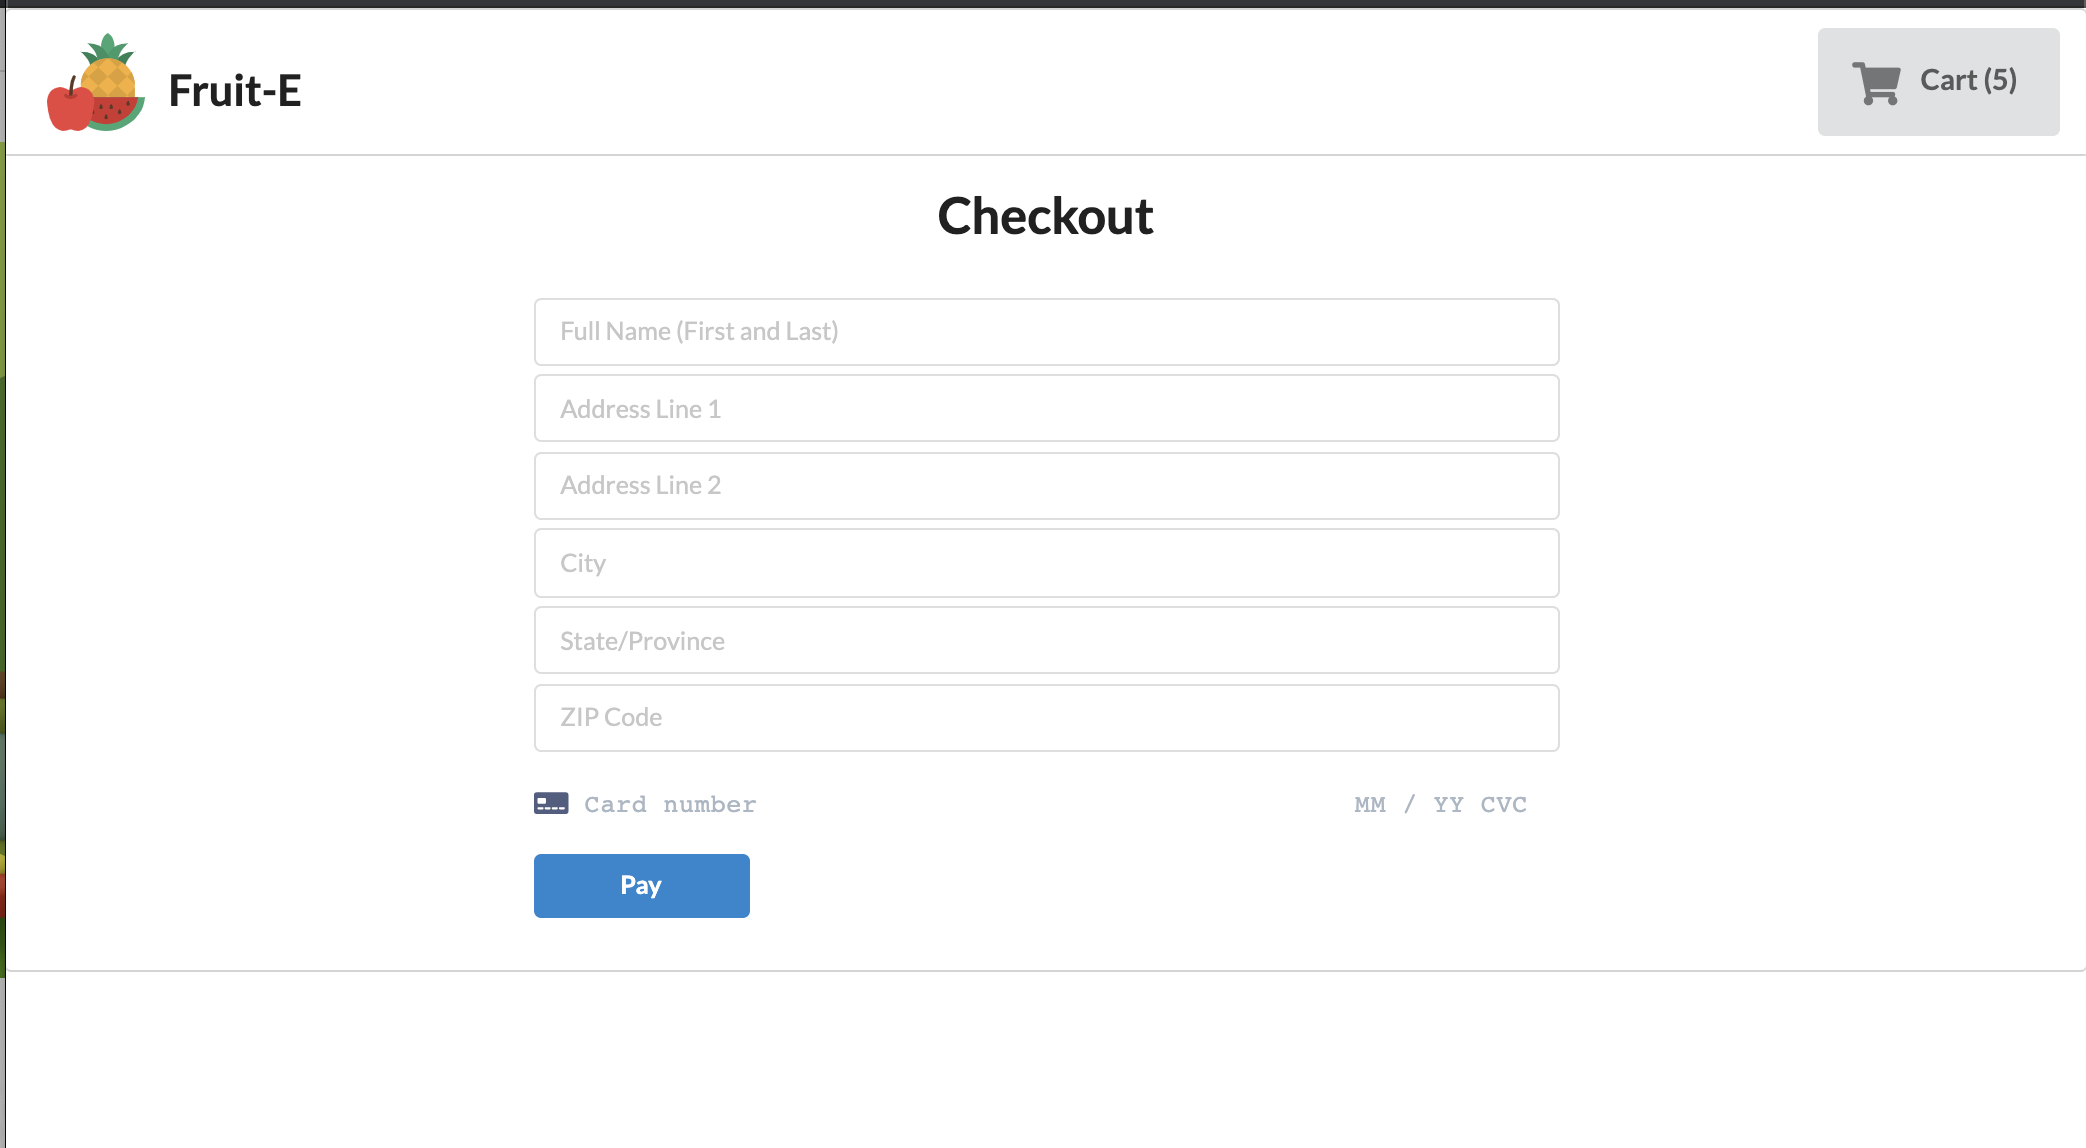 Fruit-E
Cart (5)
Checkout
Full Name (First and Last)
Address Line 1
Address Line 2
City
State/Province
ZIP Code
Card number MM / YY CVC
Pay